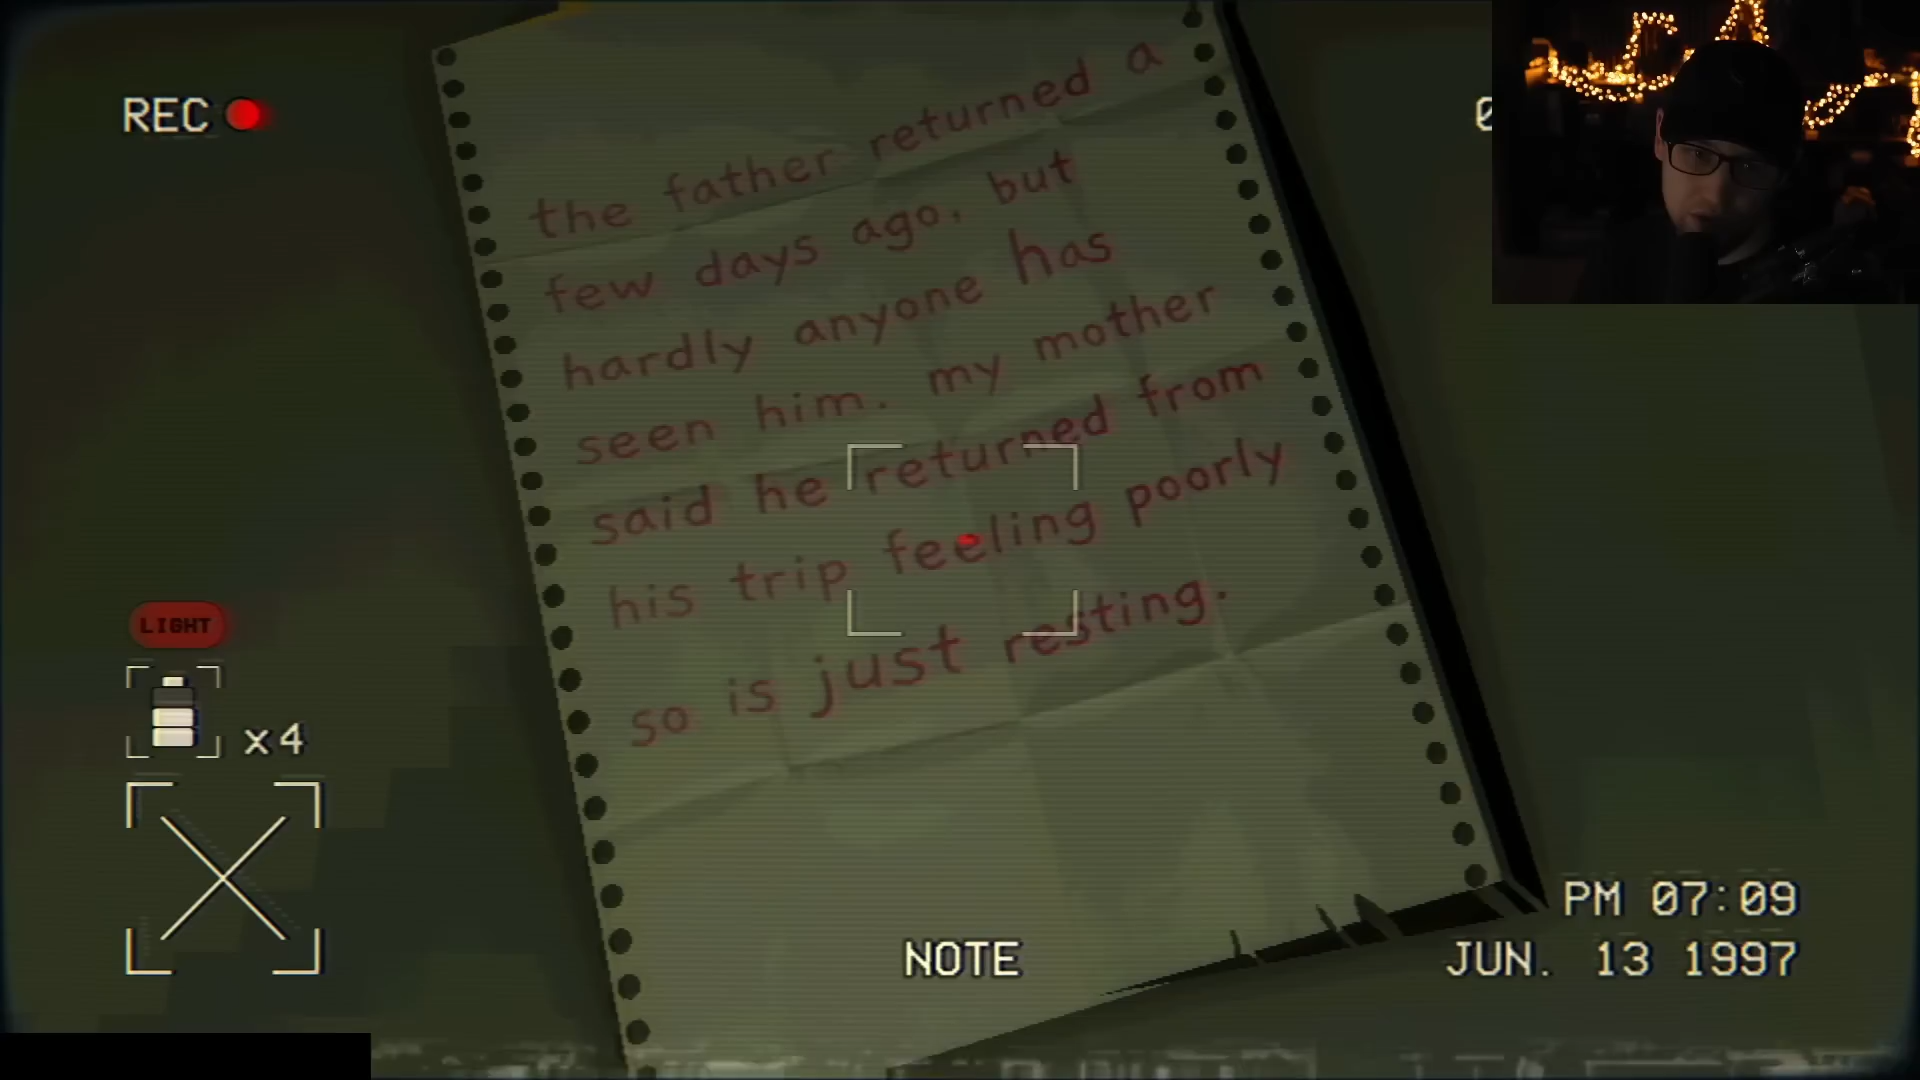 REC
0
the father returned a
few days ago, but
hardly anyone has
seen him. my mother
said he returned from
his trip feeling poorly
so is just resting.
LIGHT
x4
NOTE
PM 07:09
JUN. 13 1997